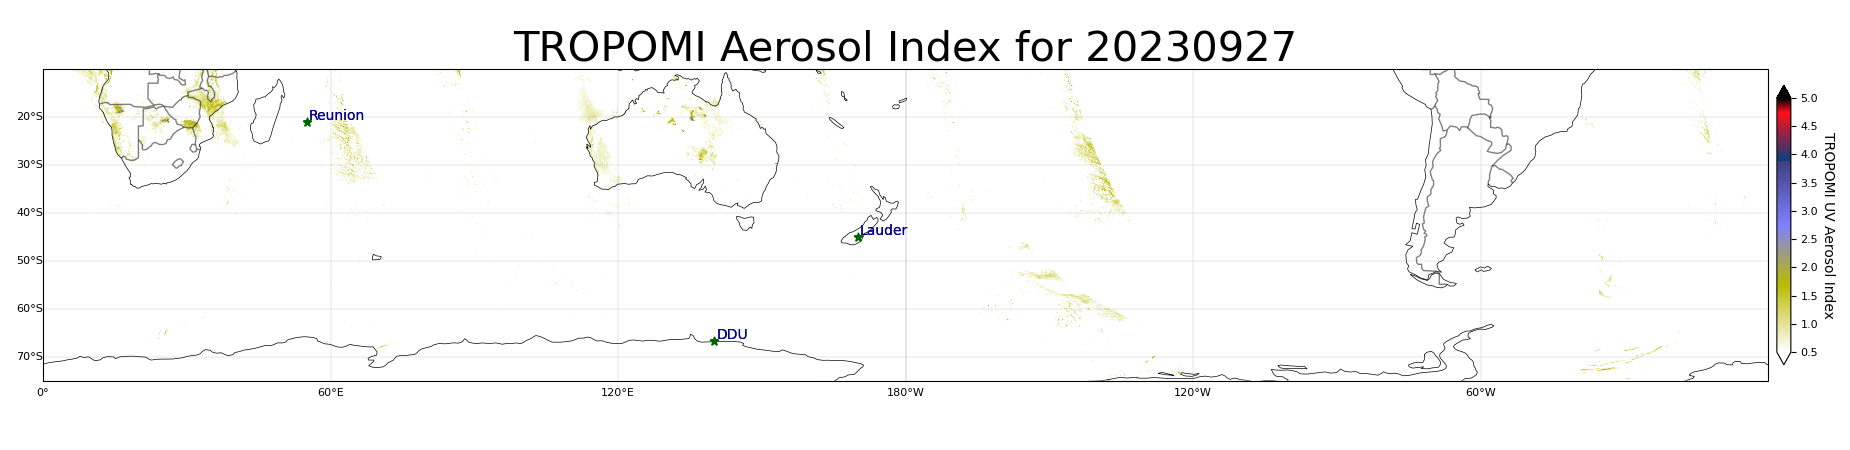 TROPOMI Aerosol Index for 20230927
Reunion
Lauder
DDU
20°S
30°S
40°S
50°S
60°S
70°S
0°
60°E
120°E
180°W
120°W
60°W
5.0
4.5
4.0
3.5
3.0
2.5
2.0
1.5
1.0
0.5
TROPOMI UV Aerosol Index